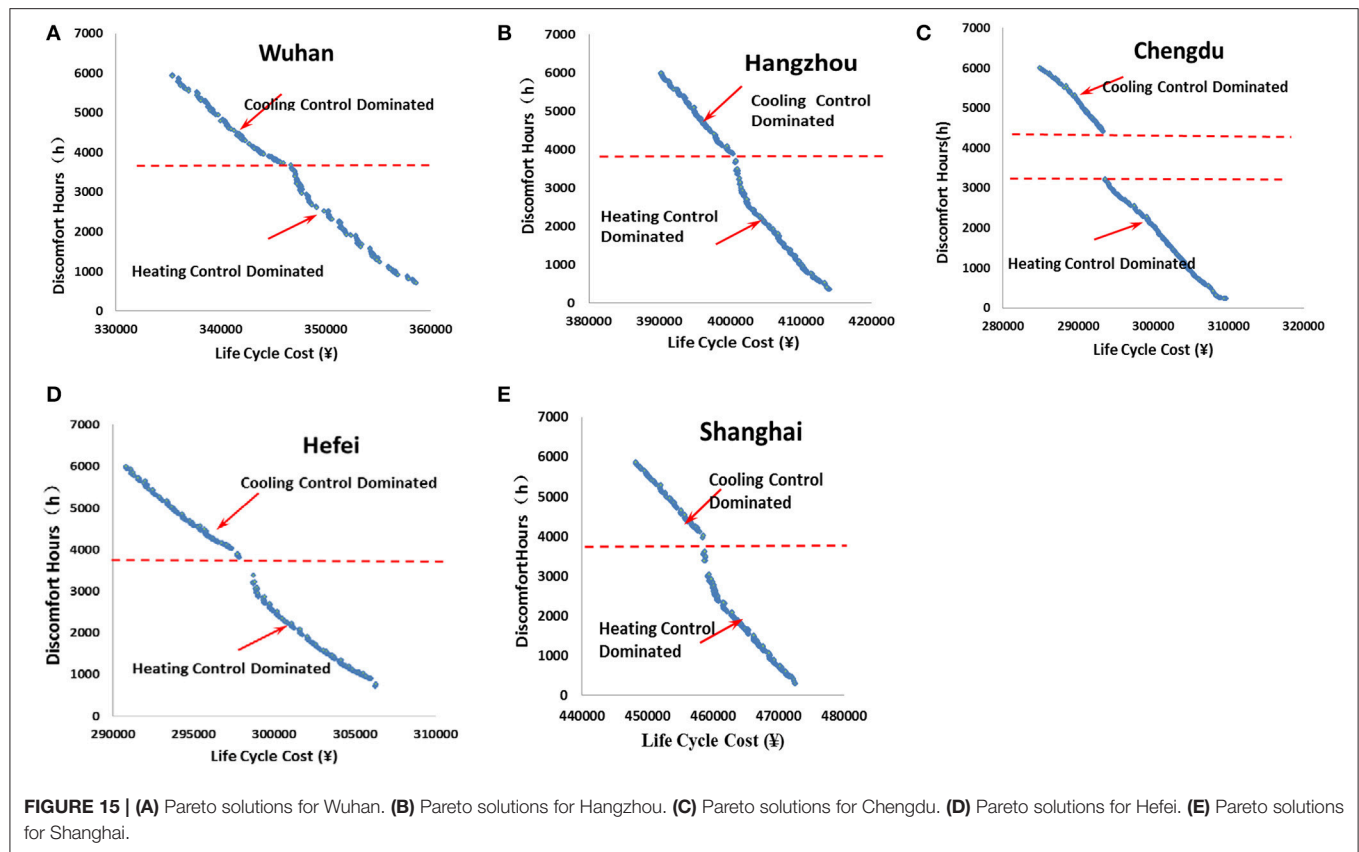 A
Wuhan
7000
6000
5000
4000
3000
2000
1000
0
Discomfort Hours (h)
Cooling Control Dominated
Heating Control Dominated
330000 340000 350000 360000
Life Cycle Cost (¥)
B
Hangzhou
7000
6000
5000
4000
3000
2000
1000
0
Discomfort Hours (h)
Cooling Control
Dominated
Heating Control
Dominated
380000 390000 400000 410000 420000
Life Cycle Cost (¥)
C
Chengdu
7000
6000
5000
4000
3000
2000
1000
0
Discomfort Hours(h)
Cooling Control Dominated
Heating Control Dominated
280000 290000 300000 310000 320000
Life Cycle Cost (¥)
D
Hefei
7000
6000
5000
4000
3000
2000
1000
0
Discomfort Hours (h)
Cooling Control Dominated
Heating Control Dominated
290000 295000 300000 305000 310000
Life Cycle Cost (¥)
E
Shanghai
7000
6000
5000
4000
3000
2000
1000
0
DiscomfortHours (h)
Cooling Control
Dominated
Heating Control
Dominated
440000 450000 460000 470000 480000
Life Cycle Cost (¥)
FIGURE 15 | (A) Pareto solutions for Wuhan. (B) Pareto solutions for Hangzhou. (C) Pareto solutions for Chengdu. (D) Pareto solutions for Hefei. (E) Pareto solutions
for Shanghai.